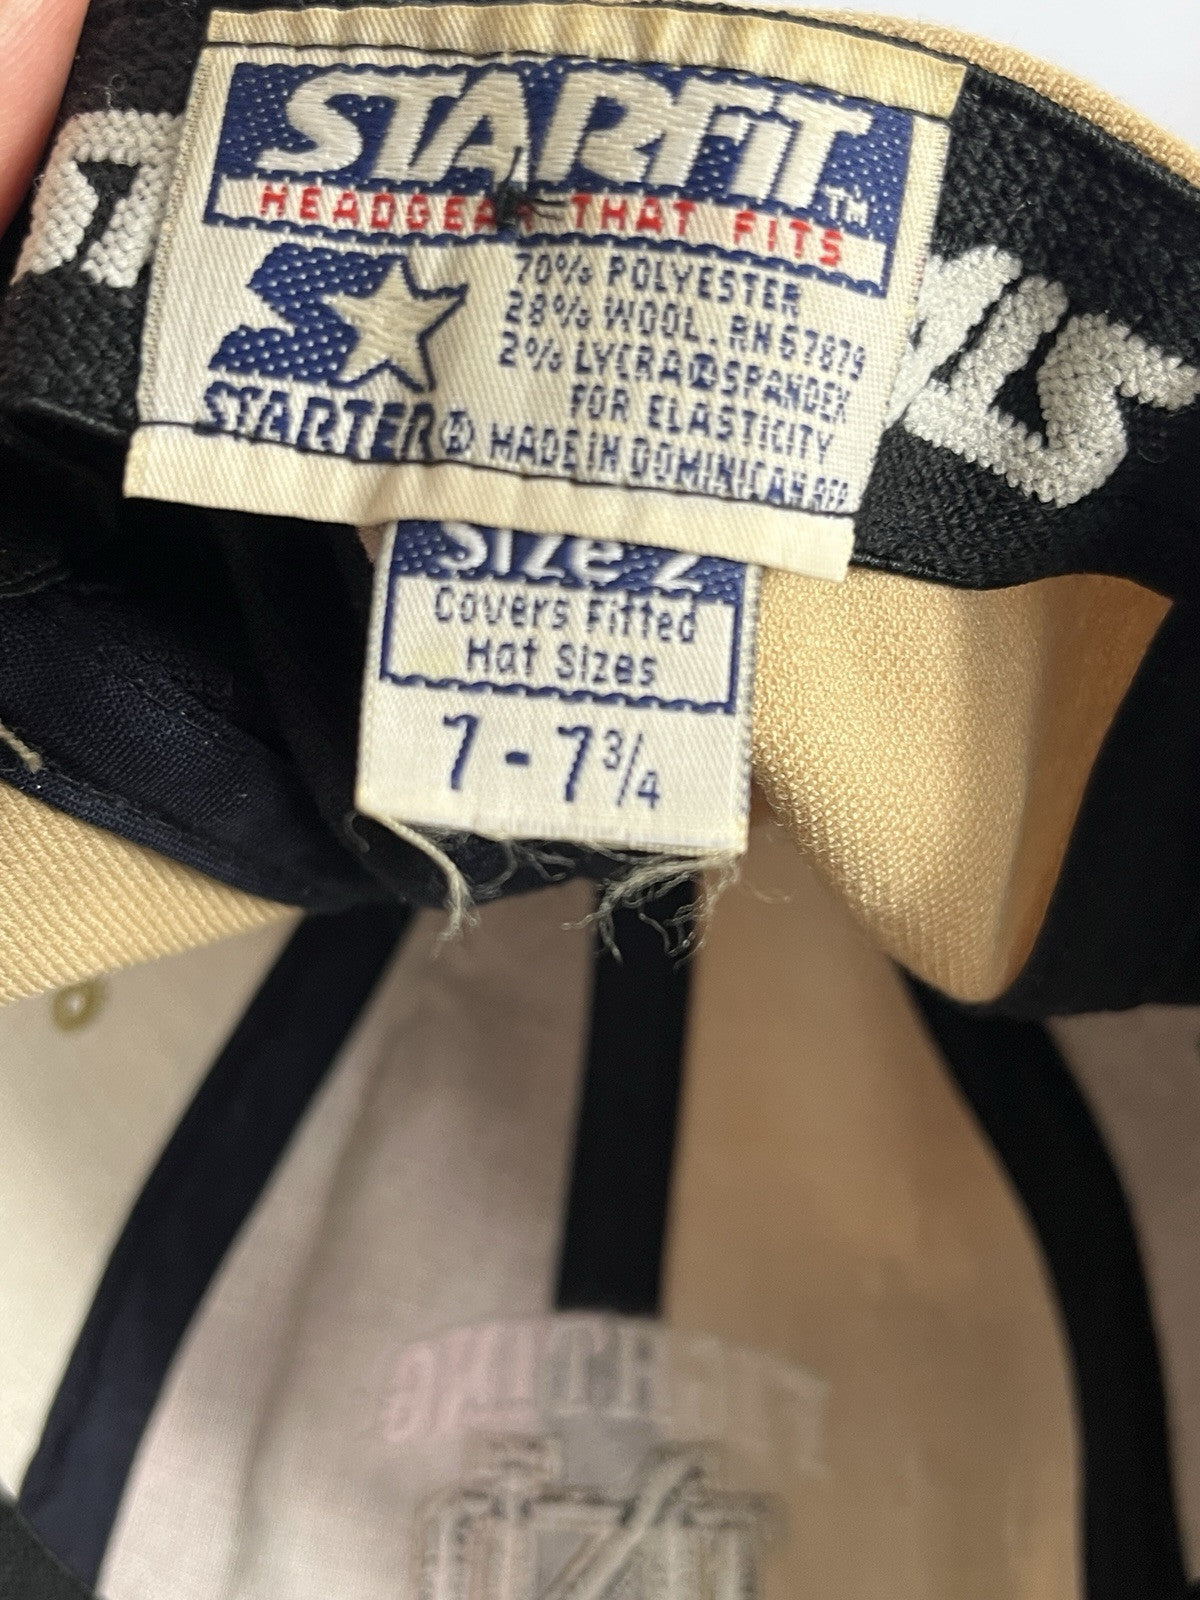 STARFIT™
HEADGEAR THAT FITS
STARTER®
70% POLYESTER
28% WOOL. RN 67879
2% LYCRA® SPANDEX
FOR ELASTICITY
MADE IN DOMINICAN REP
Size 2
Covers Fitted
Hat Sizes
7 - 7 3/4